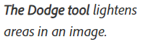 The Dodge tool lightens
areas in an image.